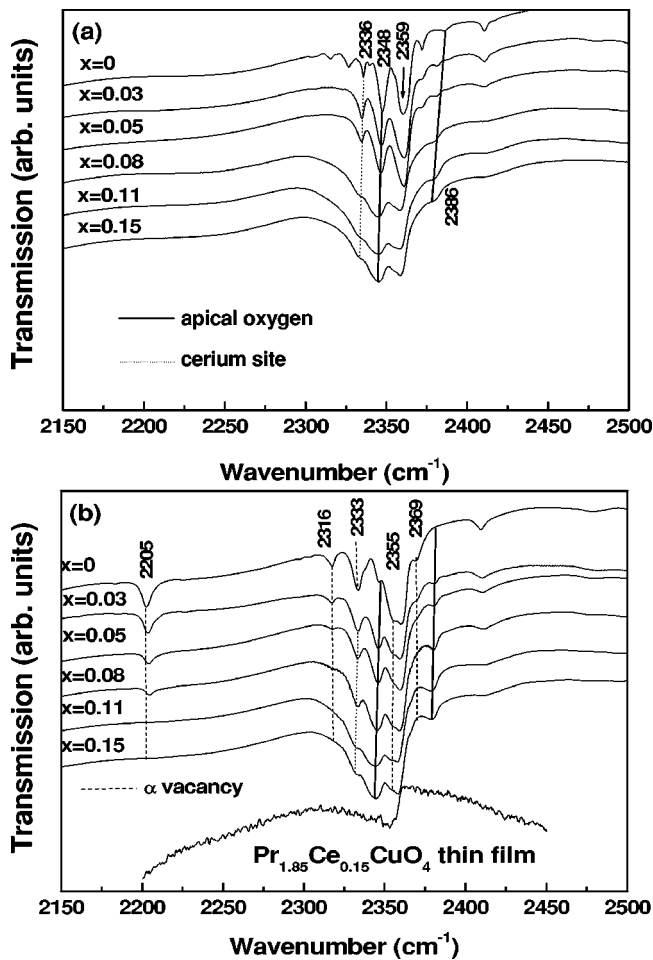 (a)
2336
2348
2359
x=0
x=0.03
x=0.05
x=0.08
x=0.11
x=0.15
2386
apical oxygen
cerium site
Transmission (arb. units)
2150 2200 2250 2300 2350 2400 2450 2500
Wavenumber (cm⁻¹)
(b)
2205
2316
2333
2355
2369
x=0
x=0.03
x=0.05
x=0.08
x=0.11
x=0.15
α vacancy
Pr₁.₈₅Ce₀.₁₅CuO₄ thin film
Transmission (arb. units)
2150 2200 2250 2300 2350 2400 2450 2500
Wavenumber (cm⁻¹)